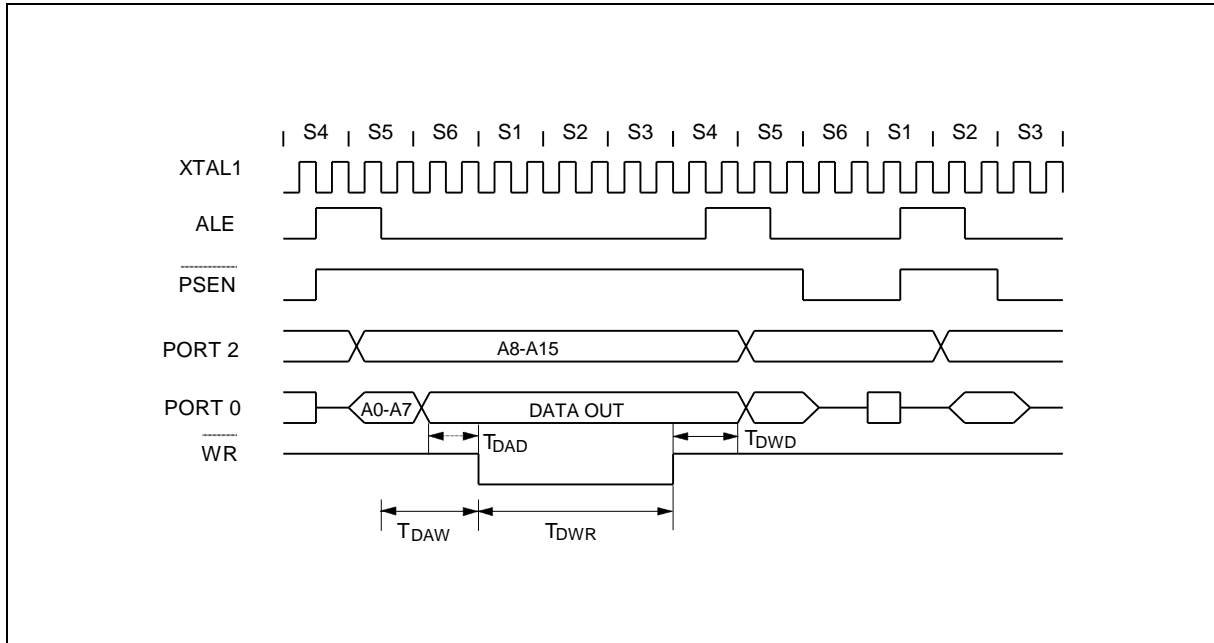 S4 S5 S6 S1 S2 S3 S4 S5 S6 S1 S2 S3
XTAL1
ALE
PSEN
PORT 2 A8-A15
PORT 0 A0-A7 DATA OUT
TDAD TDWD
WR
TDAW TDWR